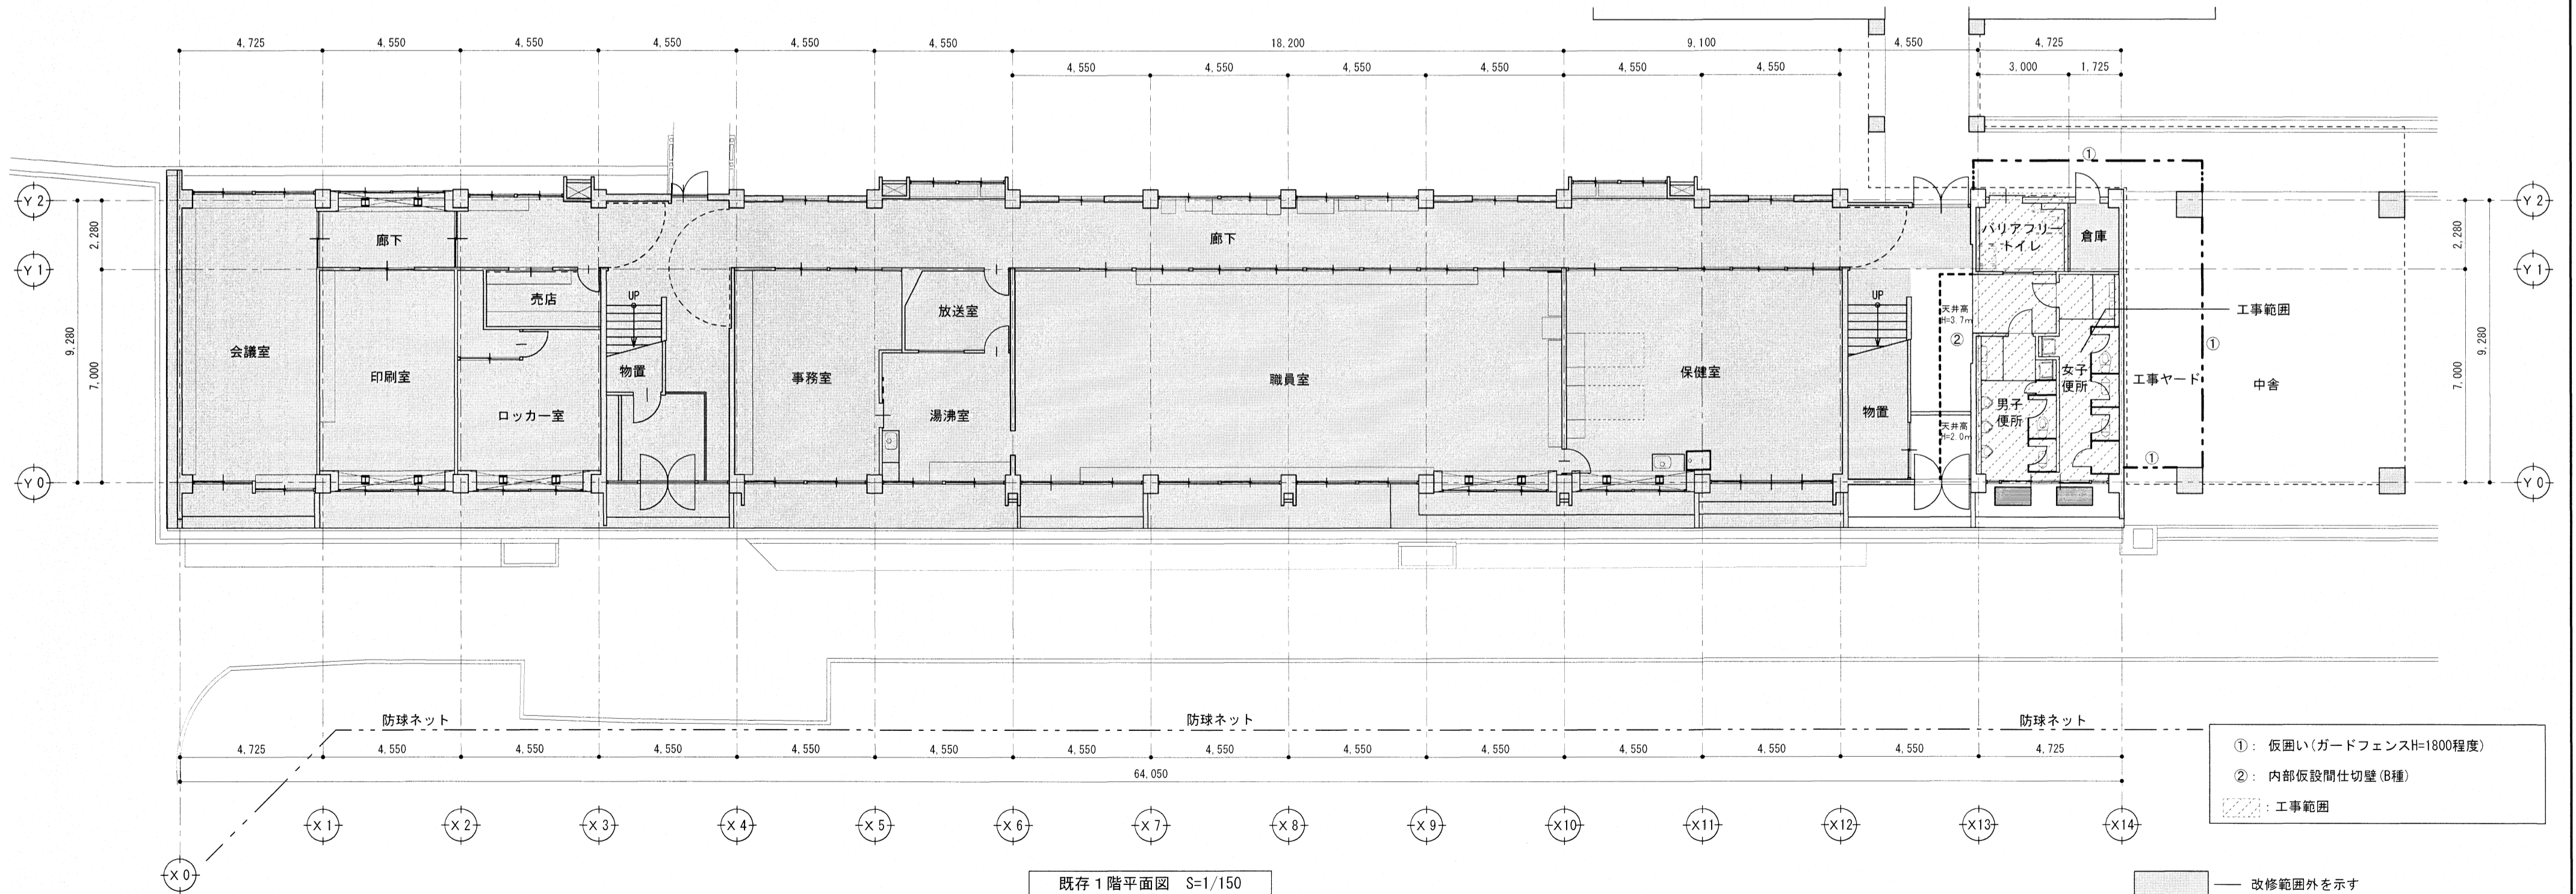 4,725 4,550 4,550 4,550 4,550 4,550 18,200 9,100 4,550 4,725
4,550 4,550 4,550 4,550 4,550 4,550 3,000 1,725
①
Y2 Y2
2,280 廊下 廊下 バリアフリートイレ 倉庫 2,280
Y1 Y1
売店 UP 放送室 UP 天井高 H=3.7m 工事範囲
9,280 7,000 会議室 印刷室 ロッカー室 物置 事務室 湯沸室 職員室 保健室 物置 ② 男子便所 女子便所 工事ヤード ① 中舎 7,000 9,280
天井高 H=2.0m
①
Y0 Y0
防球ネット 防球ネット 防球ネット
4,725 4,550 4,550 4,550 4,550 4,550 4,550 4,550 4,550 4,550 4,550 4,550 4,550 4,725
64,050
①: 仮囲い(ガードフェンスH=1800程度)
②: 内部仮設間仕切壁(B種)
: 工事範囲
X0 X1 X2 X3 X4 X5 X6 X7 X8 X9 X10 X11 X12 X13 X14
既存1階平面図 S=1/150
改修範囲外を示す